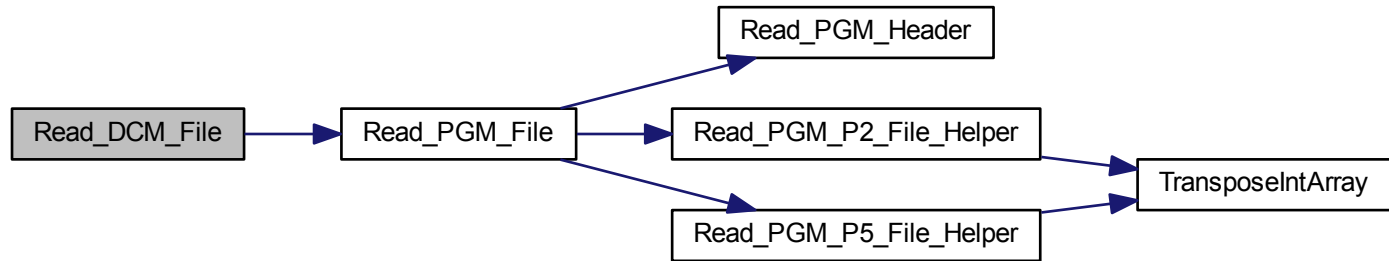 Read_PGM_Header
Read_DCM_File
Read_PGM_File
Read_PGM_P2_File_Helper
TransposeIntArray
Read_PGM_P5_File_Helper